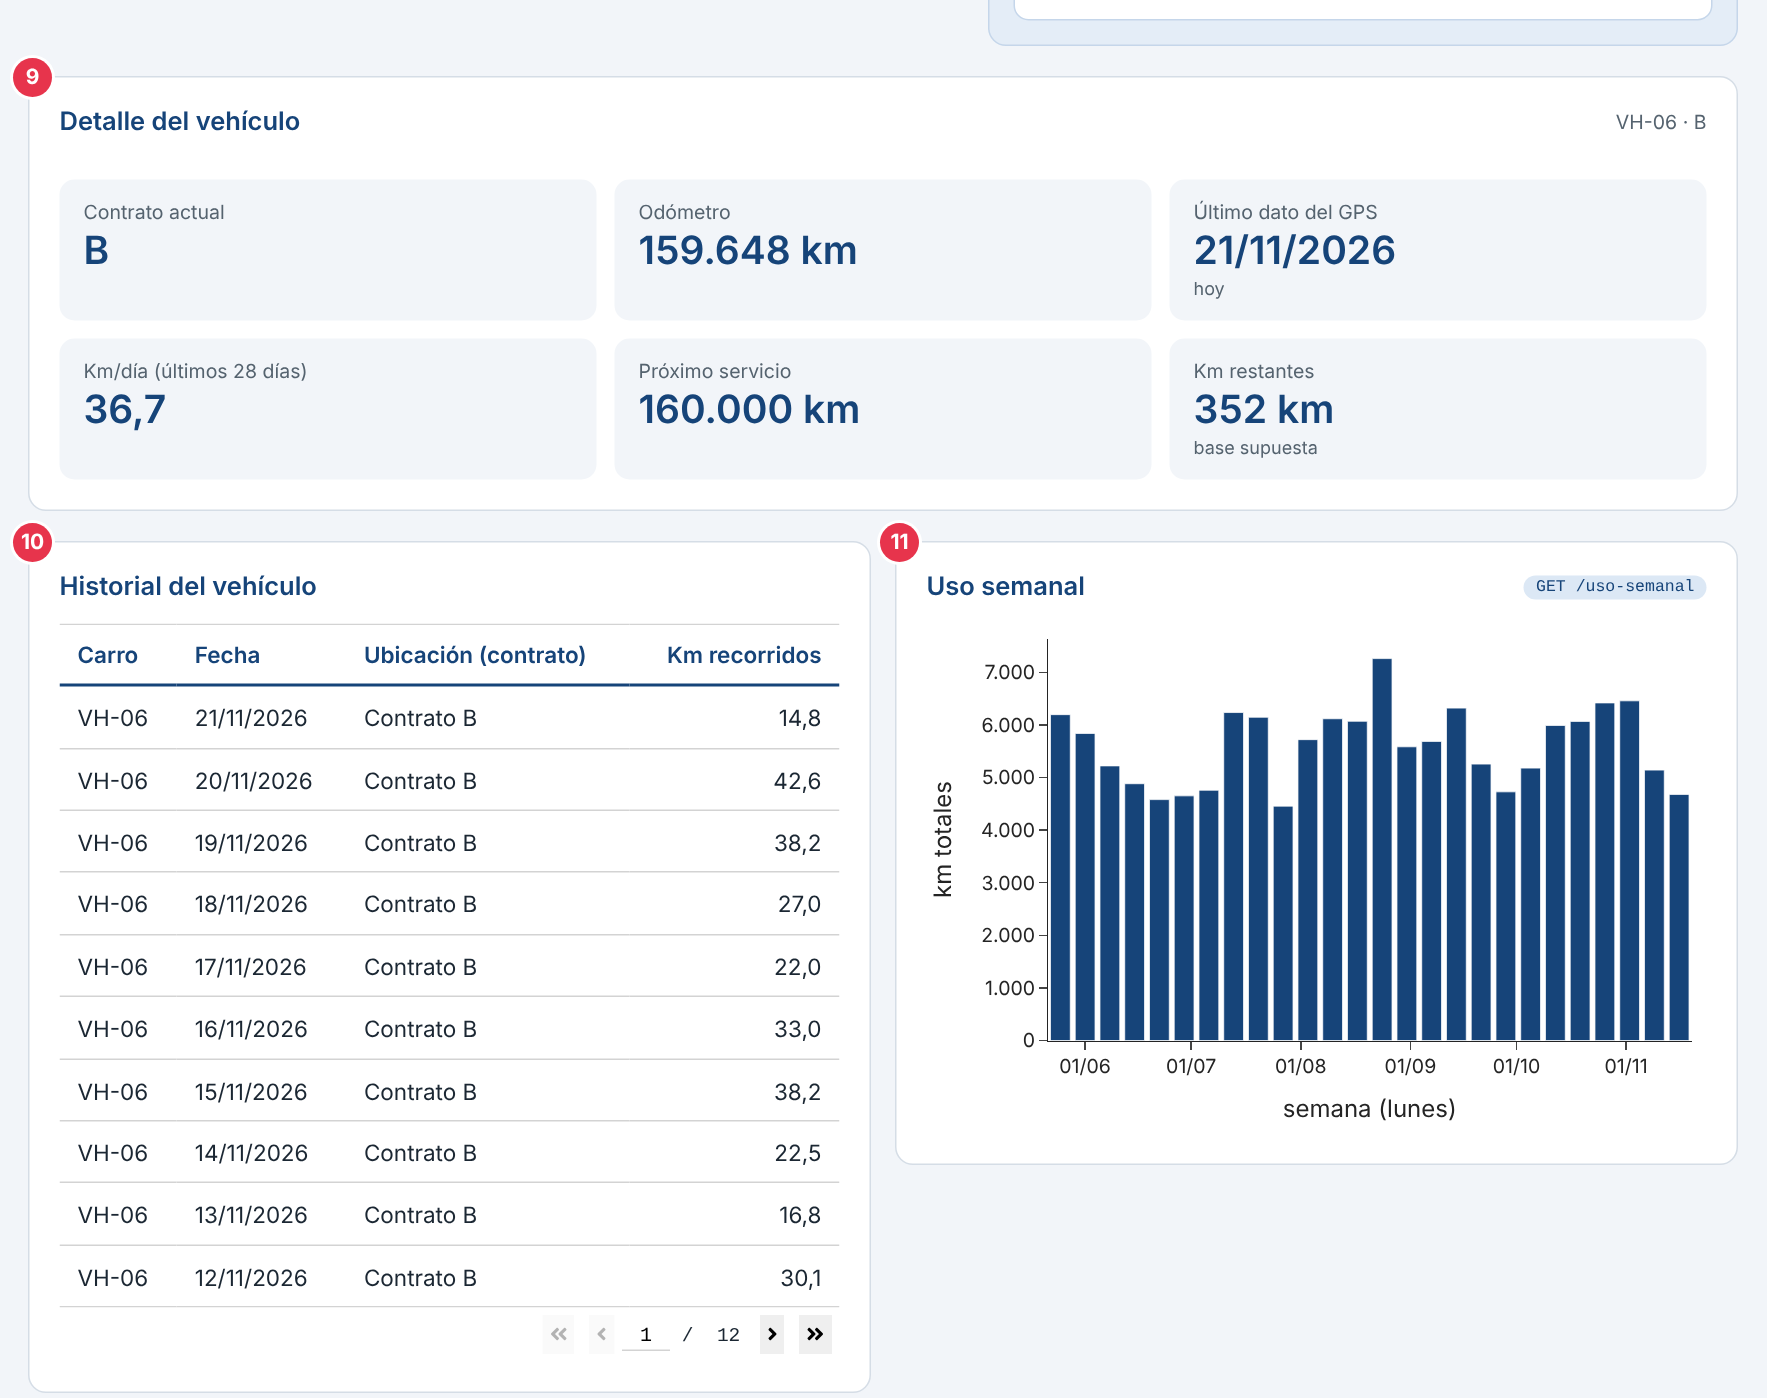 9
Detalle del vehículo
VH-06 · B
Contrato actual
B
Odómetro
159.648 km
Último dato del GPS
21/11/2026
hoy
Km/día (últimos 28 días)
36,7
Próximo servicio
160.000 km
Km restantes
352 km
base supuesta
10
Historial del vehículo
Carro Fecha Ubicación (contrato) Km recorridos
VH-06 21/11/2026 Contrato B 14,8
VH-06 20/11/2026 Contrato B 42,6
VH-06 19/11/2026 Contrato B 38,2
VH-06 18/11/2026 Contrato B 27,0
VH-06 17/11/2026 Contrato B 22,0
VH-06 16/11/2026 Contrato B 33,0
VH-06 15/11/2026 Contrato B 38,2
VH-06 14/11/2026 Contrato B 22,5
VH-06 13/11/2026 Contrato B 16,8
VH-06 12/11/2026 Contrato B 30,1
1 / 12
11
Uso semanal
GET /uso-semanal
km totales
7.000
6.000
5.000
4.000
3.000
2.000
1.000
0
01/06 01/07 01/08 01/09 01/10 01/11
semana (lunes)